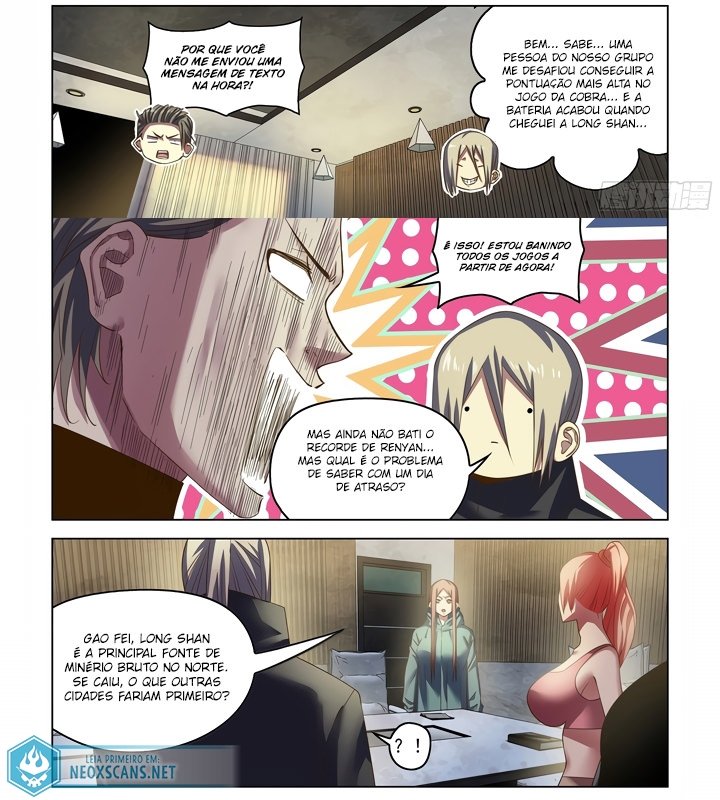 POR QUE VOCÊ
NÃO ME ENVIOU UMA
MENSAGEM DE TEXTO
NA HORA?!
BEM... SABE... UMA
PESSOA DO NOSSO GRUPO
ME DESAFIOU CONSEGUIR A
PONTUAÇÃO MAIS ALTA NO
JOGO DA COBRA... E A
BATERIA ACABOU QUANDO
CHEGUEI A LONG SHAN...
É ISSO! ESTOU BANINDO
TODOS OS JOGOS A
PARTIR DE AGORA!
MAS AINDA NÃO BATI O
RECORDE DE RENYAN...
MAS QUAL É O PROBLEMA
DE SABER COM UM DIA
DE ATRASO?
GAO FEI, LONG SHAN
É A PRINCIPAL FONTE DE
MINÉRIO BRUTO NO NORTE.
SE CAIU, O QUE OUTRAS
CIDADES FARIAM PRIMEIRO?
? !
LEIA PRIMEIRO EM:
NEOXSCANS.NET